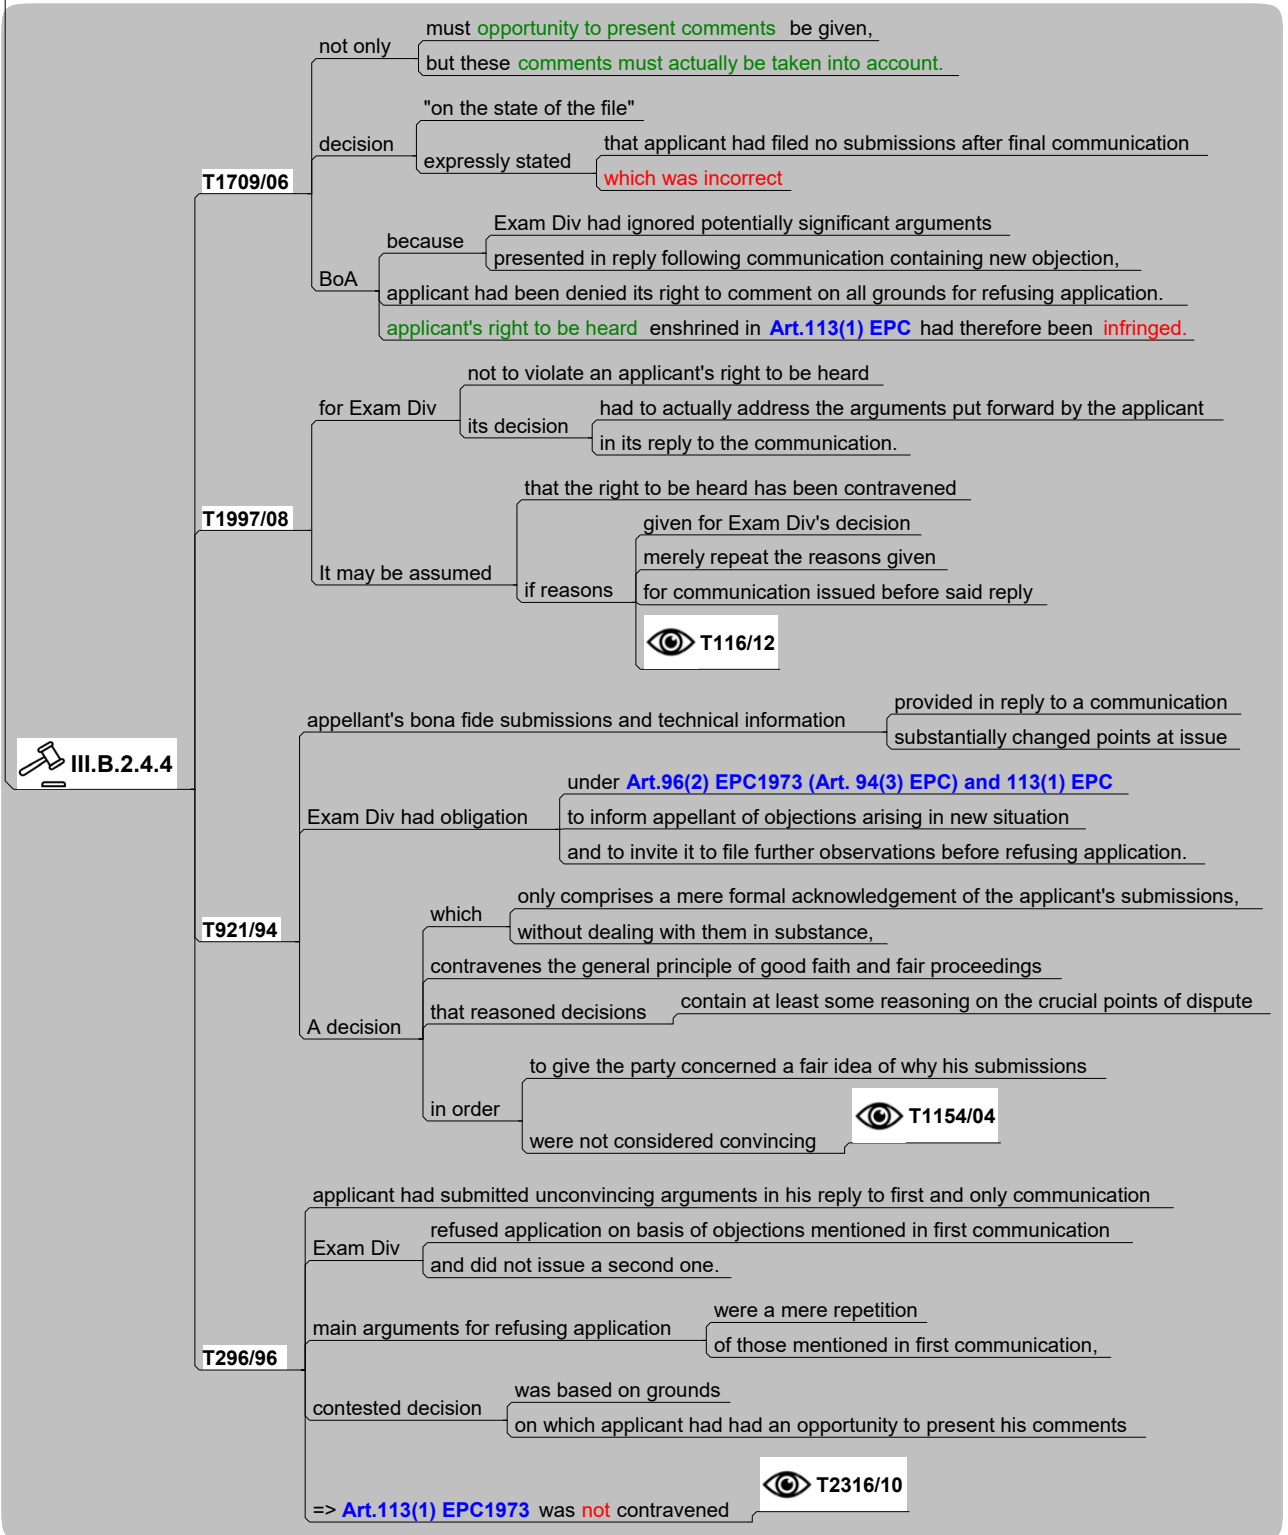 III.B.2.4.4
T1709/06
not only
must opportunity to present comments be given,
but these comments must actually be taken into account.
decision
"on the state of the file"
expressly stated
that applicant had filed no submissions after final communication
which was incorrect
BoA
because
Exam Div had ignored potentially significant arguments
presented in reply following communication containing new objection,
applicant had been denied its right to comment on all grounds for refusing application.
applicant's right to be heard enshrined in Art.113(1) EPC had therefore been infringed.
T1997/08
for Exam Div
not to violate an applicant's right to be heard
its decision
had to actually address the arguments put forward by the applicant
in its reply to the communication.
It may be assumed
that the right to be heard has been contravened
if reasons
given for Exam Div's decision
merely repeat the reasons given
for communication issued before said reply
T116/12
T921/94
appellant's bona fide submissions and technical information
provided in reply to a communication
substantially changed points at issue
Exam Div had obligation
under Art.96(2) EPC1973 (Art. 94(3) EPC) and 113(1) EPC
to inform appellant of objections arising in new situation
and to invite it to file further observations before refusing application.
A decision
which
only comprises a mere formal acknowledgement of the applicant's submissions,
without dealing with them in substance,
contravenes the general principle of good faith and fair proceedings
that reasoned decisions
contain at least some reasoning on the crucial points of dispute
in order
to give the party concerned a fair idea of why his submissions
were not considered convincing
T1154/04
T296/96
applicant had submitted unconvincing arguments in his reply to first and only communication
Exam Div
refused application on basis of objections mentioned in first communication
and did not issue a second one.
main arguments for refusing application
were a mere repetition
of those mentioned in first communication,
contested decision
was based on grounds
on which applicant had had an opportunity to present his comments
=> Art.113(1) EPC1973 was not contravened
T2316/10